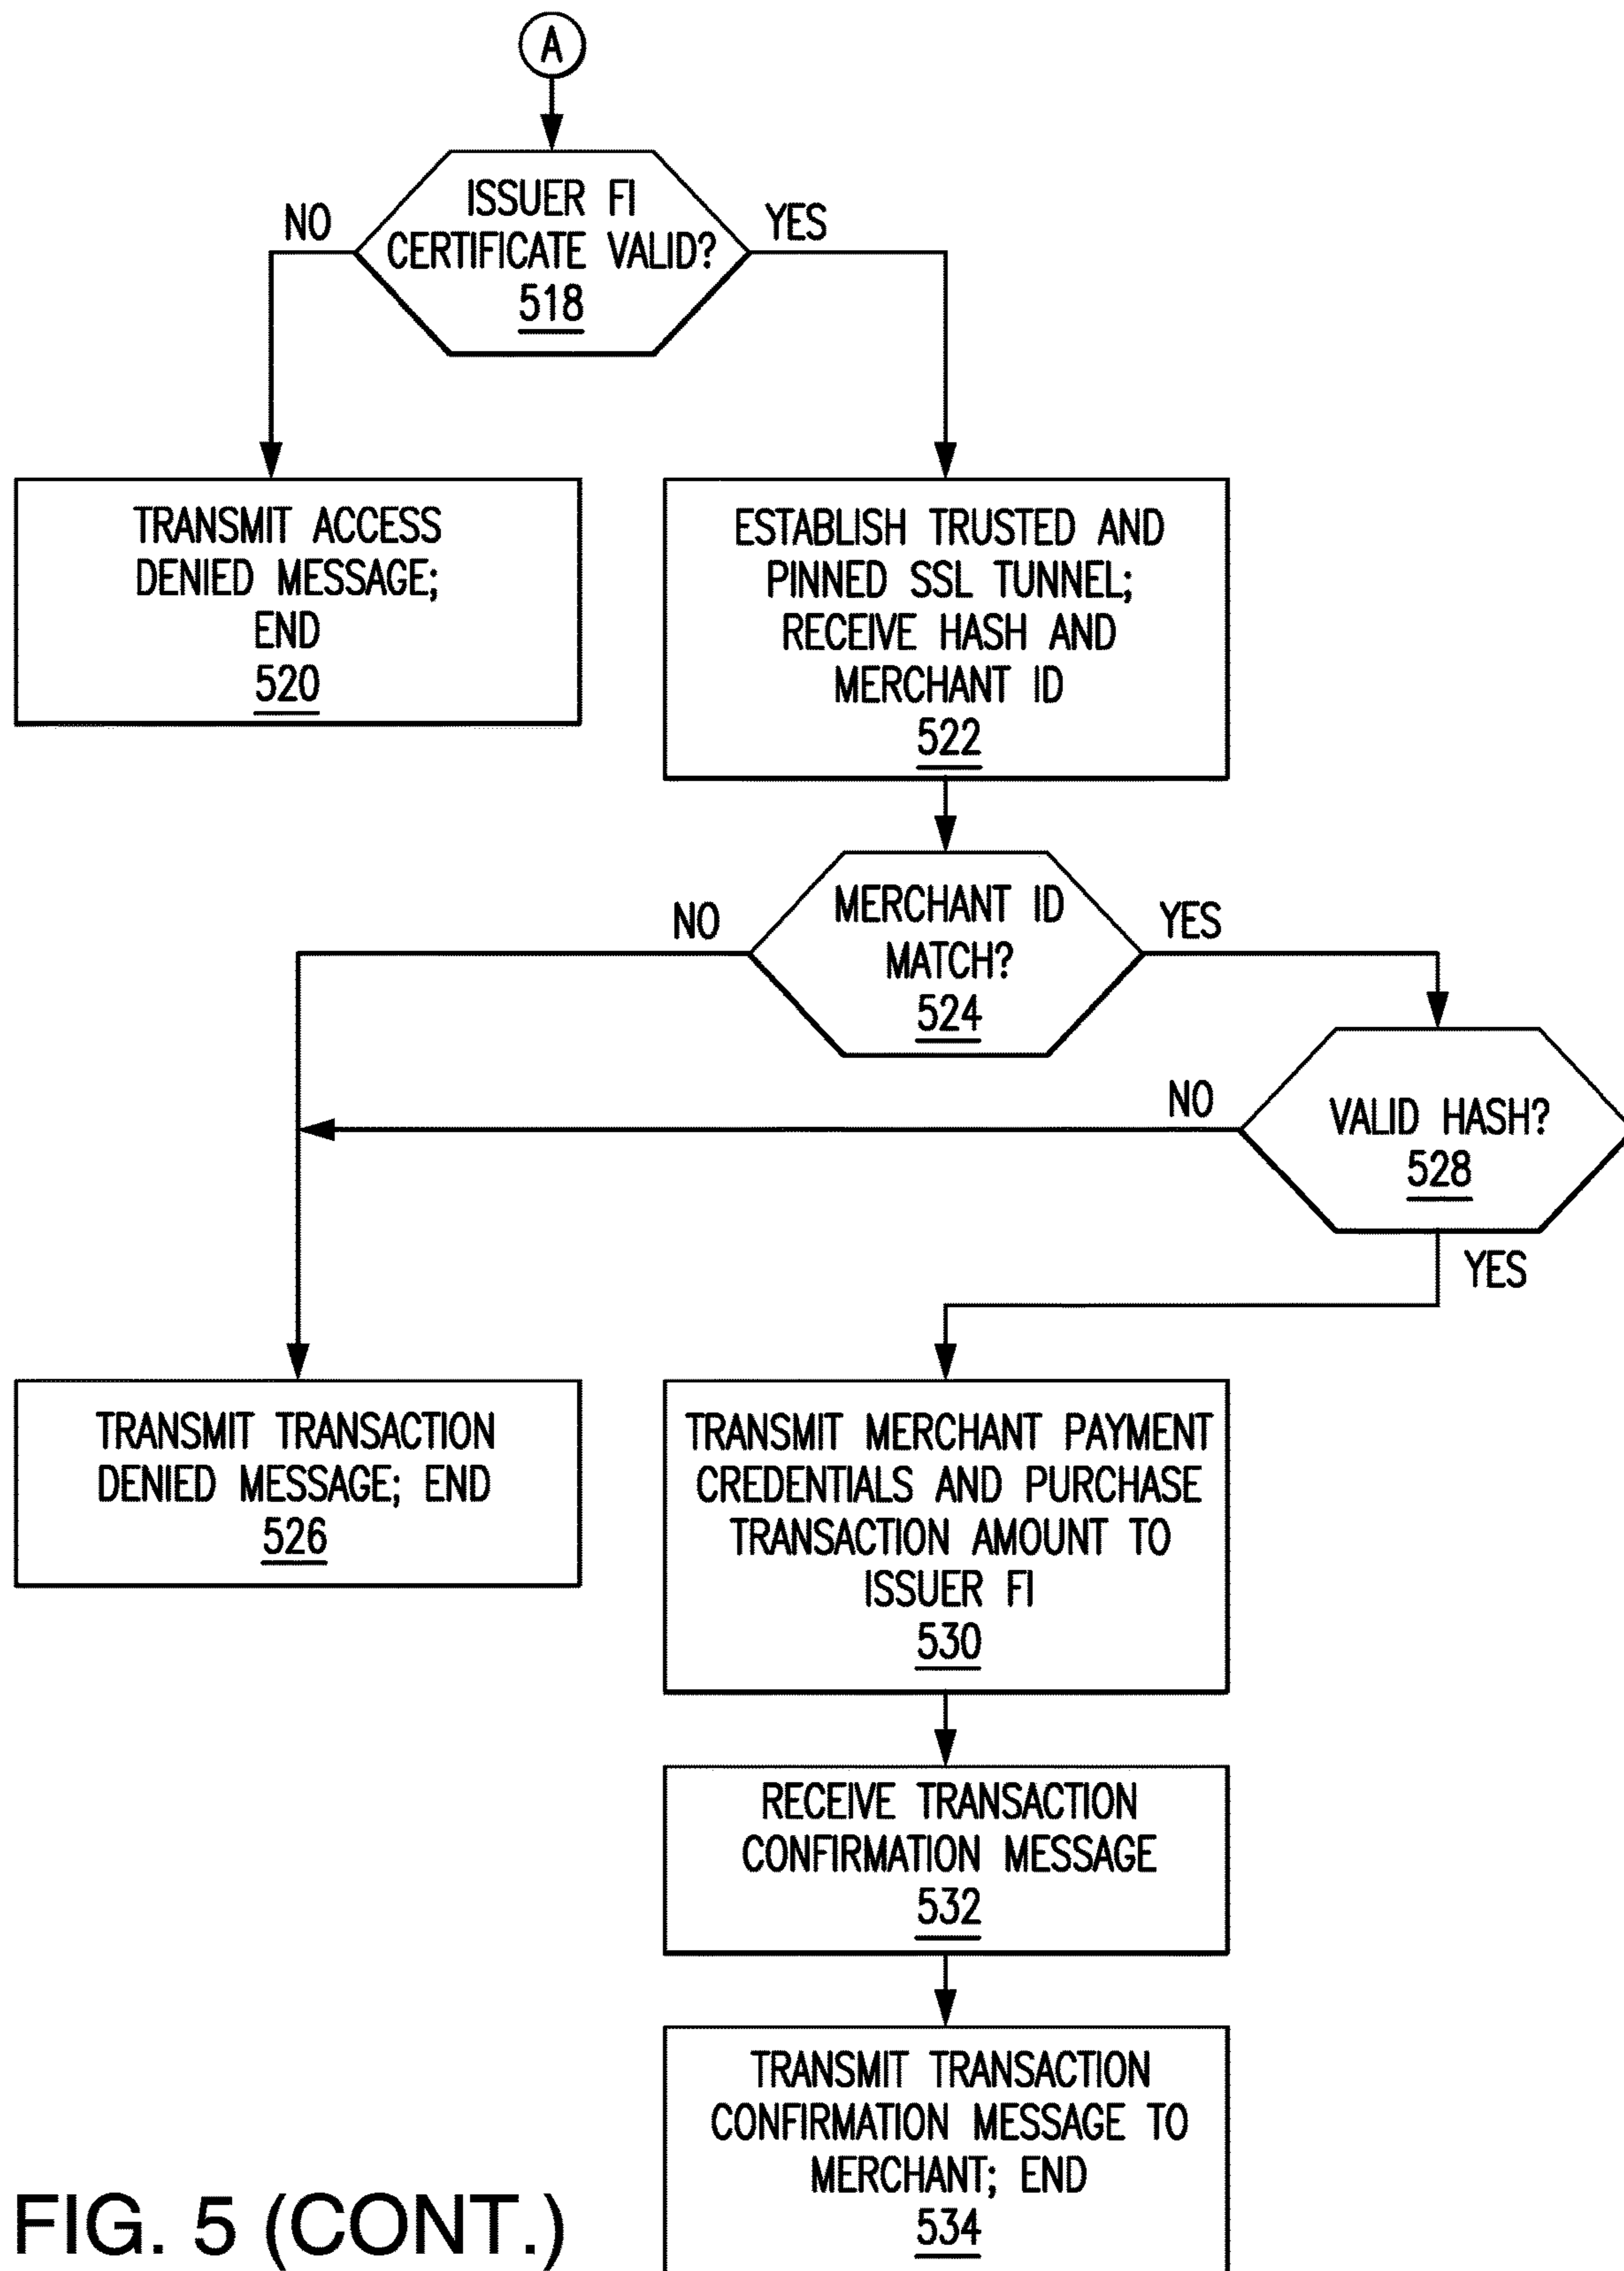 A
ISSUER FI
CERTIFICATE VALID?
518
NO
YES
TRANSMIT ACCESS
DENIED MESSAGE;
END
520
ESTABLISH TRUSTED AND
PINNED SSL TUNNEL;
RECEIVE HASH AND
MERCHANT ID
522
MERCHANT ID
MATCH?
524
NO
YES
VALID HASH?
528
NO
YES
TRANSMIT TRANSACTION
DENIED MESSAGE; END
526
TRANSMIT MERCHANT PAYMENT
CREDENTIALS AND PURCHASE
TRANSACTION AMOUNT TO
ISSUER FI
530
RECEIVE TRANSACTION
CONFIRMATION MESSAGE
532
TRANSMIT TRANSACTION
CONFIRMATION MESSAGE TO
MERCHANT; END
534
FIG. 5 (CONT.)